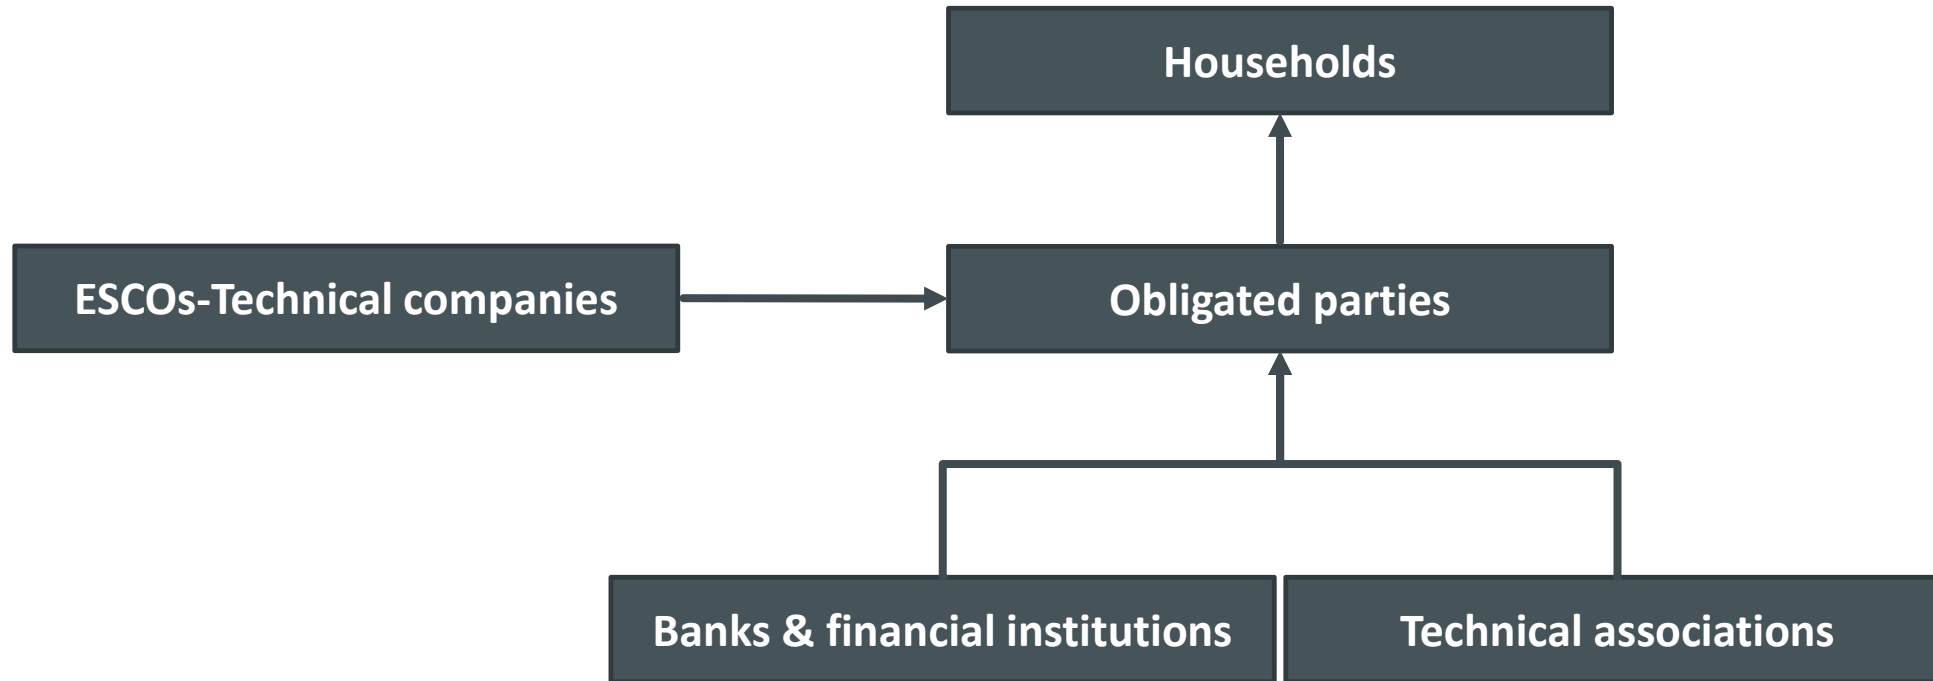 Households
ESCOs-Technical companies
Obligated parties
Banks & financial institutions
Technical associations